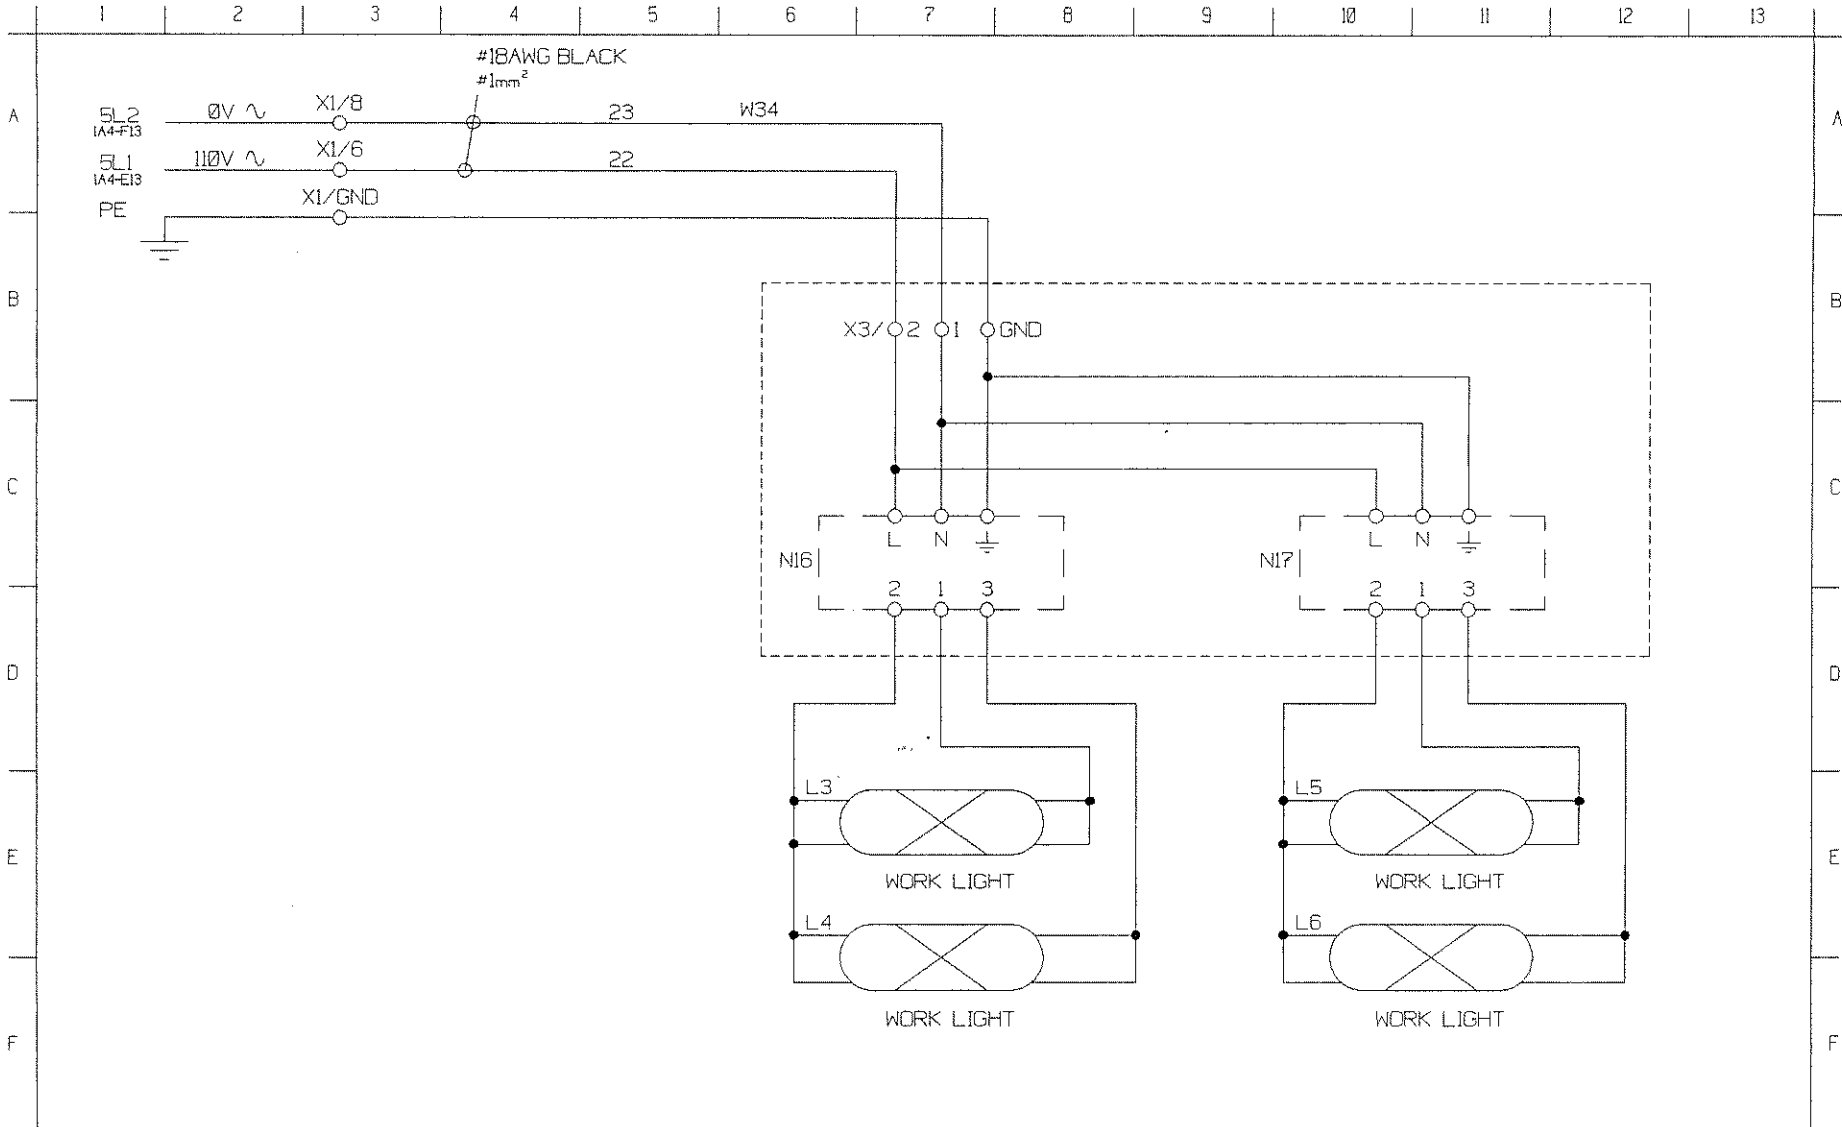 1 2 3 4 5 6 7 8 9 10 11 12 13
#18AWG BLACK
#1mm²
A 5L2 0V ∿ X1/8 23 W34 A
1A4-F13
5L1 110V ∿ X1/6 22
1A4-E13
PE X1/GND
B B
X3/ 2 1 GND
C C
L N L N
N16 N17
2 1 3 2 1 3
D D
L3 L5
E E
WORK LIGHT WORK LIGHT
L4 L6
WORK LIGHT WORK LIGHT
F F